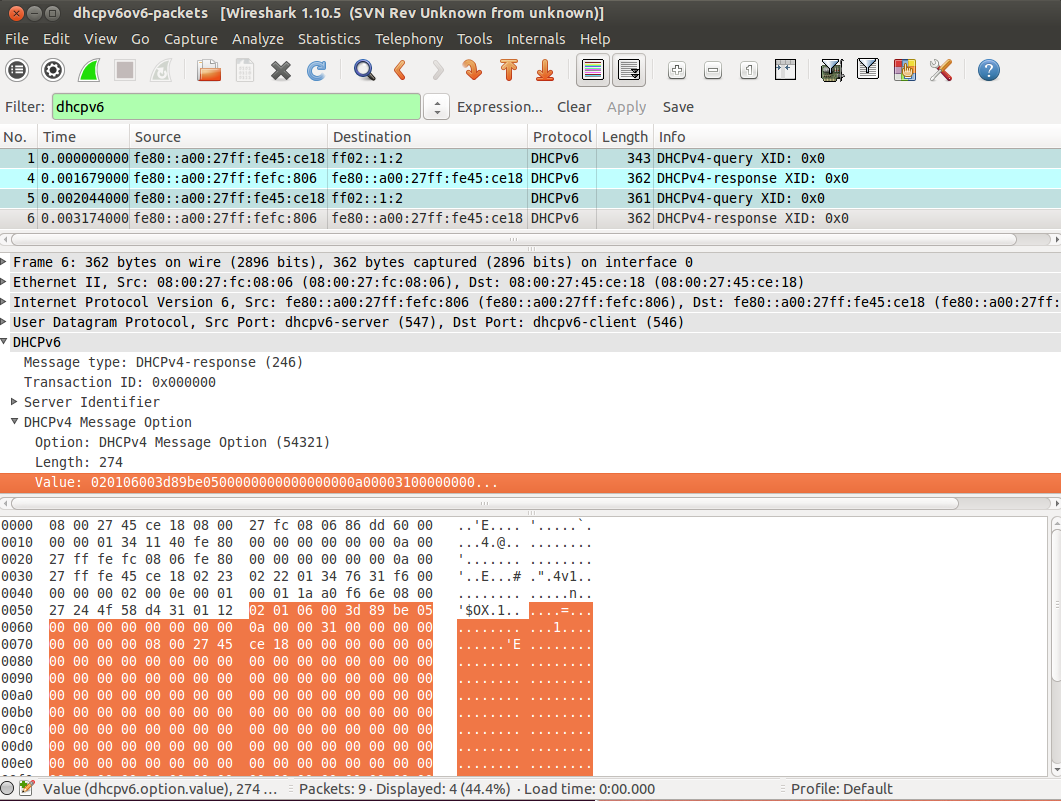 dhcpv6ov6-packets   [Wireshark 1.10.5  (SVN Rev Unknown from unknown)]
File Edit View Go Capture Analyze Statistics Telephony Tools Internals Help
Filter: dhcpv6 Expression... Clear Apply Save
No. Time Source Destination Protocol Length Info
1 0.000000000 fe80::a00:27ff:fe45:ce18 ff02::1:2 DHCPv6 343 DHCPv4-query XID: 0x0
4 0.001679000 fe80::a00:27ff:fefc:806 fe80::a00:27ff:fe45:ce18 DHCPv6 362 DHCPv4-response XID: 0x0
5 0.002044000 fe80::a00:27ff:fe45:ce18 ff02::1:2 DHCPv6 361 DHCPv4-query XID: 0x0
6 0.003174000 fe80::a00:27ff:fefc:806 fe80::a00:27ff:fe45:ce18 DHCPv6 362 DHCPv4-response XID: 0x0
Frame 6: 362 bytes on wire (2896 bits), 362 bytes captured (2896 bits) on interface 0
Ethernet II, Src: 08:00:27:fc:08:06 (08:00:27:fc:08:06), Dst: 08:00:27:45:ce:18 (08:00:27:45:ce:18)
Internet Protocol Version 6, Src: fe80::a00:27ff:fefc:806 (fe80::a00:27ff:fefc:806), Dst: fe80::a00:27ff:fe45:ce18 (fe80::a00:27ff:
User Datagram Protocol, Src Port: dhcpv6-server (547), Dst Port: dhcpv6-client (546)
DHCPv6
Message type: DHCPv4-response (246)
Transaction ID: 0x000000
Server Identifier
DHCPv4 Message Option
Option: DHCPv4 Message Option (54321)
Length: 274
Value: 020106003d89be0500000000000000000a00003100000000...
0000 08 00 27 45 ce 18 08 00 27 fc 08 06 86 dd 60 00 ..'E.... '.....`.
0010 00 00 01 34 11 40 fe 80 00 00 00 00 00 00 0a 00 ...4.@.. ........
0020 27 ff fe fc 08 06 fe 80 00 00 00 00 00 00 0a 00 '....... ........
0030 27 ff fe 45 ce 18 02 23 02 22 01 34 76 31 f6 00 '..E...# .".4v1..
0040 00 00 00 02 00 0e 00 01 00 01 1a a0 f6 6e 08 00 ........ .....n..
0050 27 24 4f 58 d4 31 01 12 02 01 06 00 3d 89 be 05 '$OX.1.. ....=...
0060 00 00 00 00 00 00 00 00 0a 00 00 31 00 00 00 00 ........ ...1....
0070 00 00 00 00 08 00 27 45 ce 18 00 00 00 00 00 00 ......'E ........
0080 00 00 00 00 00 00 00 00 00 00 00 00 00 00 00 00 ........ ........
0090 00 00 00 00 00 00 00 00 00 00 00 00 00 00 00 00 ........ ........
00a0 00 00 00 00 00 00 00 00 00 00 00 00 00 00 00 00 ........ ........
00b0 00 00 00 00 00 00 00 00 00 00 00 00 00 00 00 00 ........ ........
00c0 00 00 00 00 00 00 00 00 00 00 00 00 00 00 00 00 ........ ........
00d0 00 00 00 00 00 00 00 00 00 00 00 00 00 00 00 00 ........ ........
00e0 00 00 00 00 00 00 00 00 00 00 00 00 00 00 00 00 ........ ........
Value (dhcpv6.option.value), 274 ... Packets: 9 · Displayed: 4 (44.4%) · Load time: 0:00.000 Profile: Default